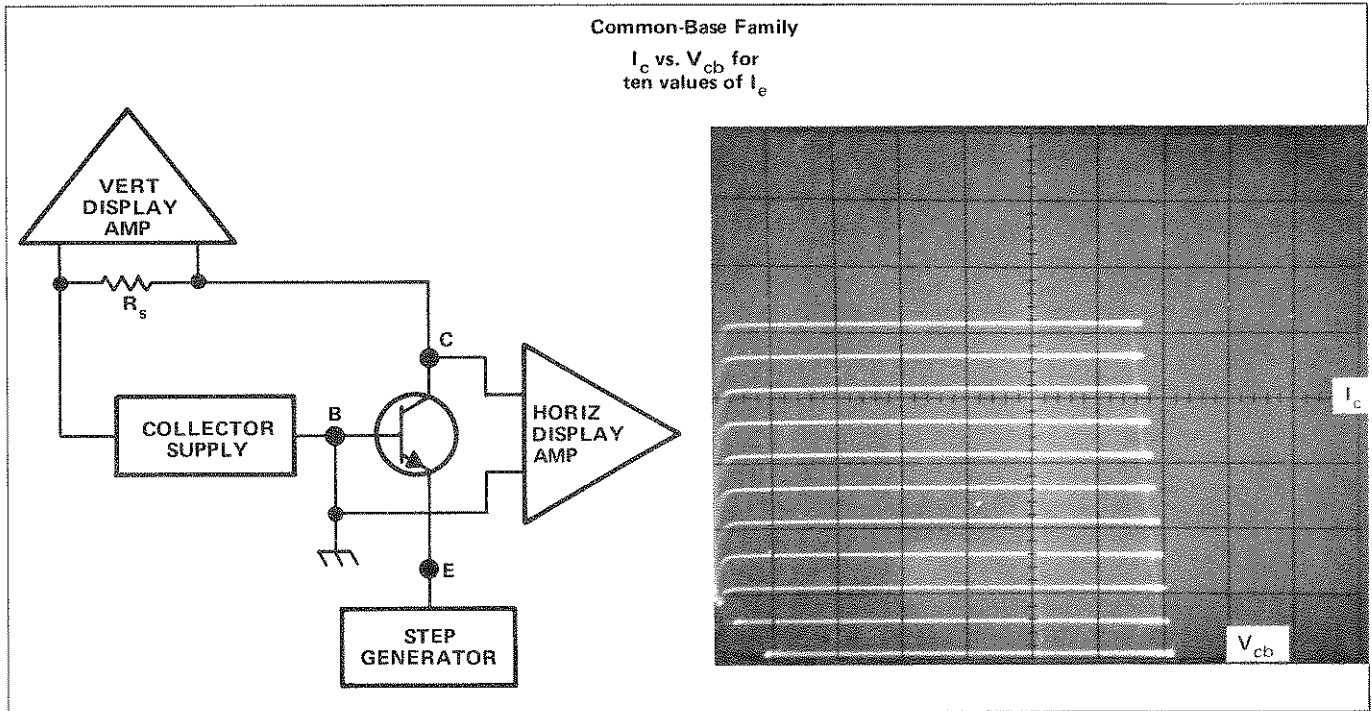 Common-Base Family
I_c vs. V_cb for
ten values of I_e
VERT
DISPLAY
AMP
R_s
C
B
COLLECTOR
SUPPLY
HORIZ
DISPLAY
AMP
E
STEP
GENERATOR
I_c
V_cb